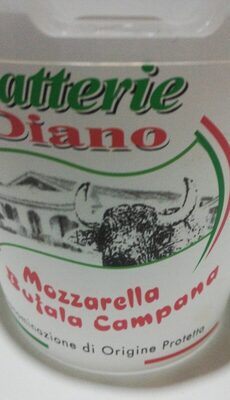 atterie
Diano
Mozzarella
Bufala Campana
nominazione di Origine Protetta